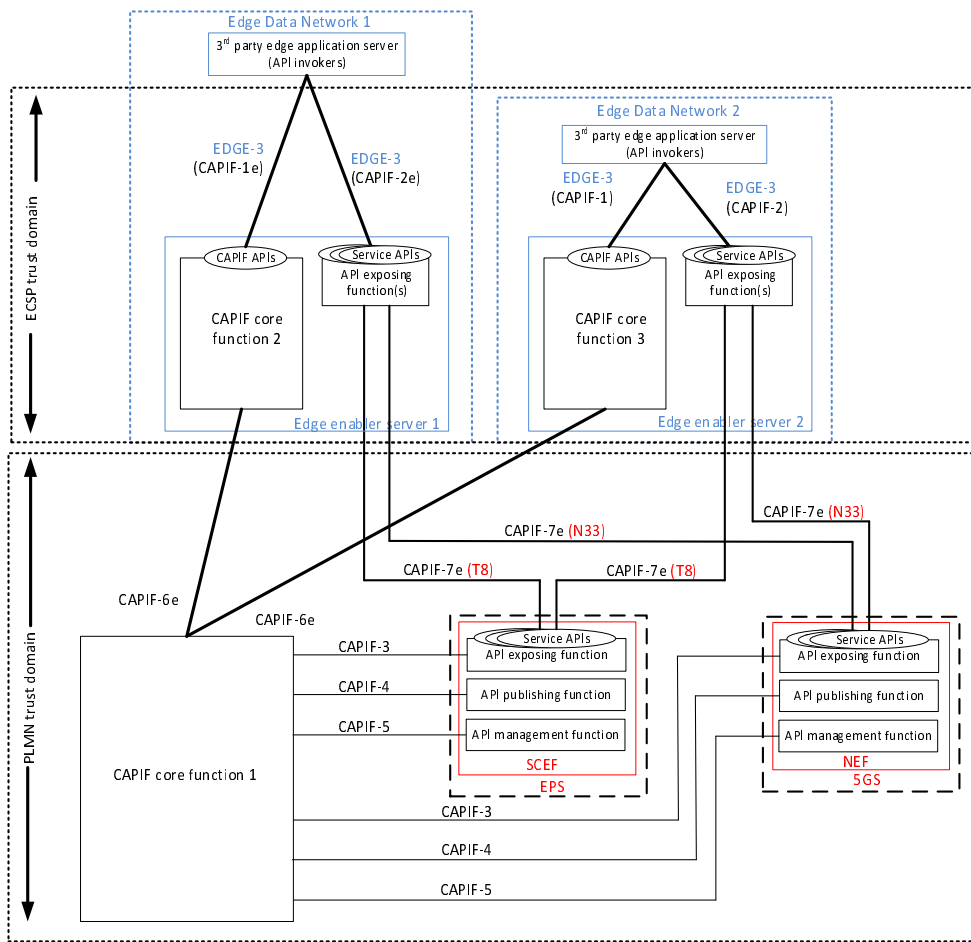 Edge Data Network 1
3rd party edge application server
(API invokers)
Edge Data Network 2
3rd party edge application server
(API invokers)
EDGE-3
(CAPIF-1e)
EDGE-3
(CAPIF-2e)
EDGE-3
(CAPIF-1)
EDGE-3
(CAPIF-2)
ECSP trust domain
CAPIF APIs
Service APIs
API exposing
function(s)
CAPIF core
function 2
Edge enabler server 1
CAPIF APIs
Service APIs
API exposing
function(s)
CAPIF core
function 3
Edge enabler server 2
PLMN trust domain
CAPIF-7e (N33)
CAPIF-7e (N33)
CAPIF-7e (T8)
CAPIF-7e (T8)
CAPIF-6e
CAPIF-6e
CAPIF core function 1
CAPIF-3
CAPIF-4
CAPIF-5
Service APIs
API exposing function
API publishing function
API management function
SCEF
EPS
Service APIs
API exposing function
API publishing function
API management function
NEF
5GS
CAPIF-3
CAPIF-4
CAPIF-5